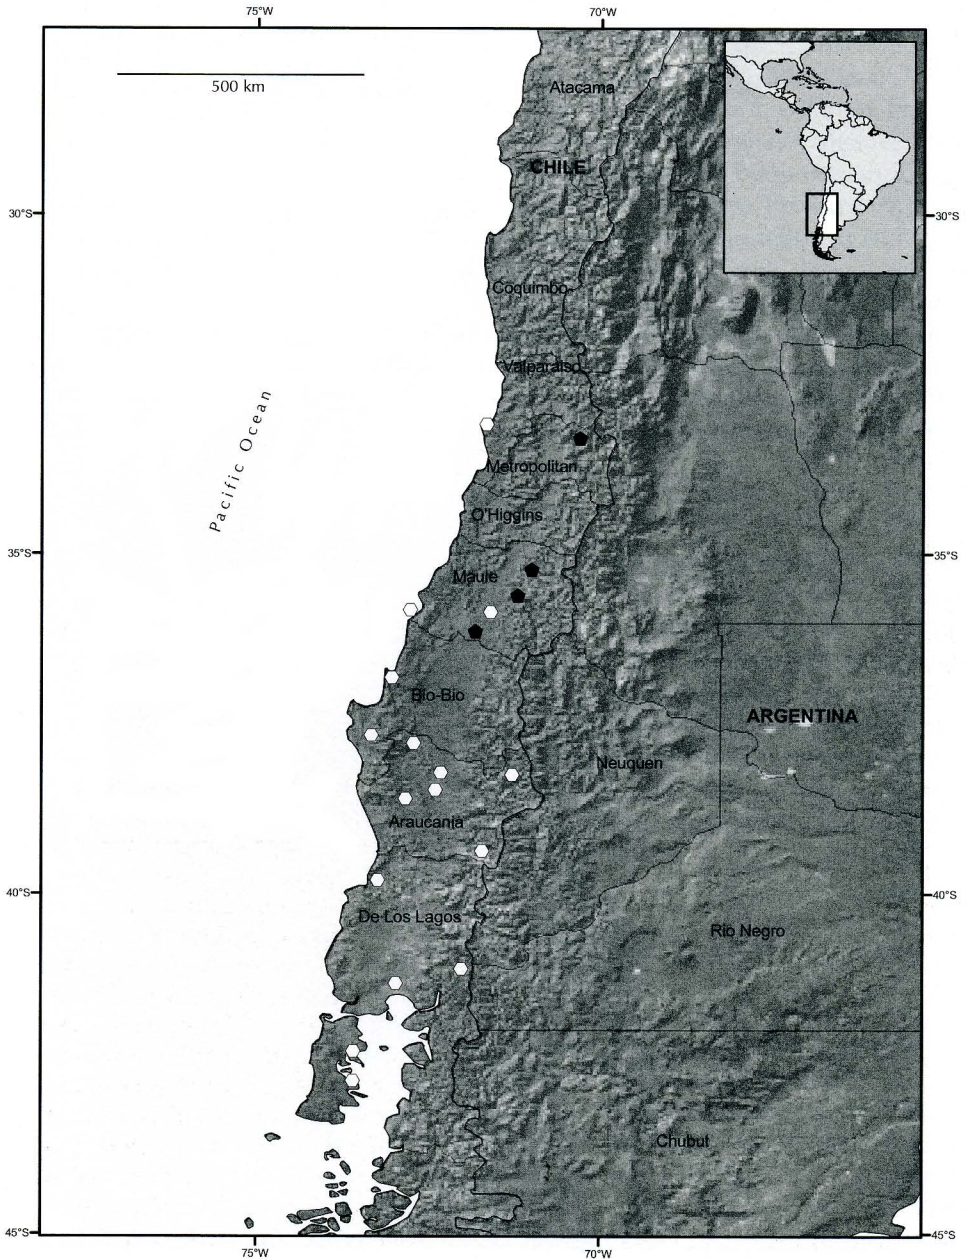 75°W
70°W
500 km
Atacama
CHILE
30°S
30°S
Coquimbo
Valparaiso
Pacific Ocean
Metropolitan
O'Higgins
35°S
35°S
Maule
Bio-Bio
ARGENTINA
Neuquen
Araucania
40°S
40°S
De Los Lagos
Rio Negro
Chubut
45°S
45°S
75°W
70°W